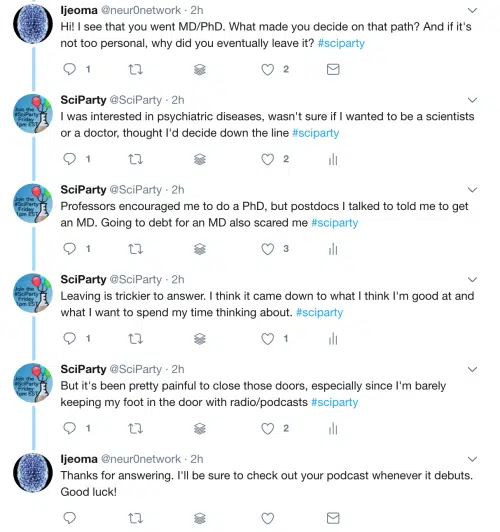 Ijeoma @neur0network · 2h
Hi! I see that you went MD/PhD. What made you decide on that path? And if it's
not too personal, why did you eventually leave it? #sciparty
1 2
SciParty @SciParty · 2h
I was interested in psychiatric diseases, wasn't sure if I wanted to be a scientists
or a doctor, thought I'd decide down the line #sciparty
1 2
SciParty @SciParty · 2h
Professors encouraged me to do a PhD, but postdocs I talked to told me to get
an MD. Going to debt for an MD also scared me #sciparty
1 3
SciParty @SciParty · 2h
Leaving is trickier to answer. I think it came down to what I think I'm good at and
what I want to spend my time thinking about. #sciparty
1 1
SciParty @SciParty · 2h
But it's been pretty painful to close those doors, especially since I'm barely
keeping my foot in the door with radio/podcasts #sciparty
1 2
Ijeoma @neur0network · 2h
Thanks for answering. I'll be sure to check out your podcast whenever it debuts.
Good luck!
Join the
#SciParty
Friday
1pm EST